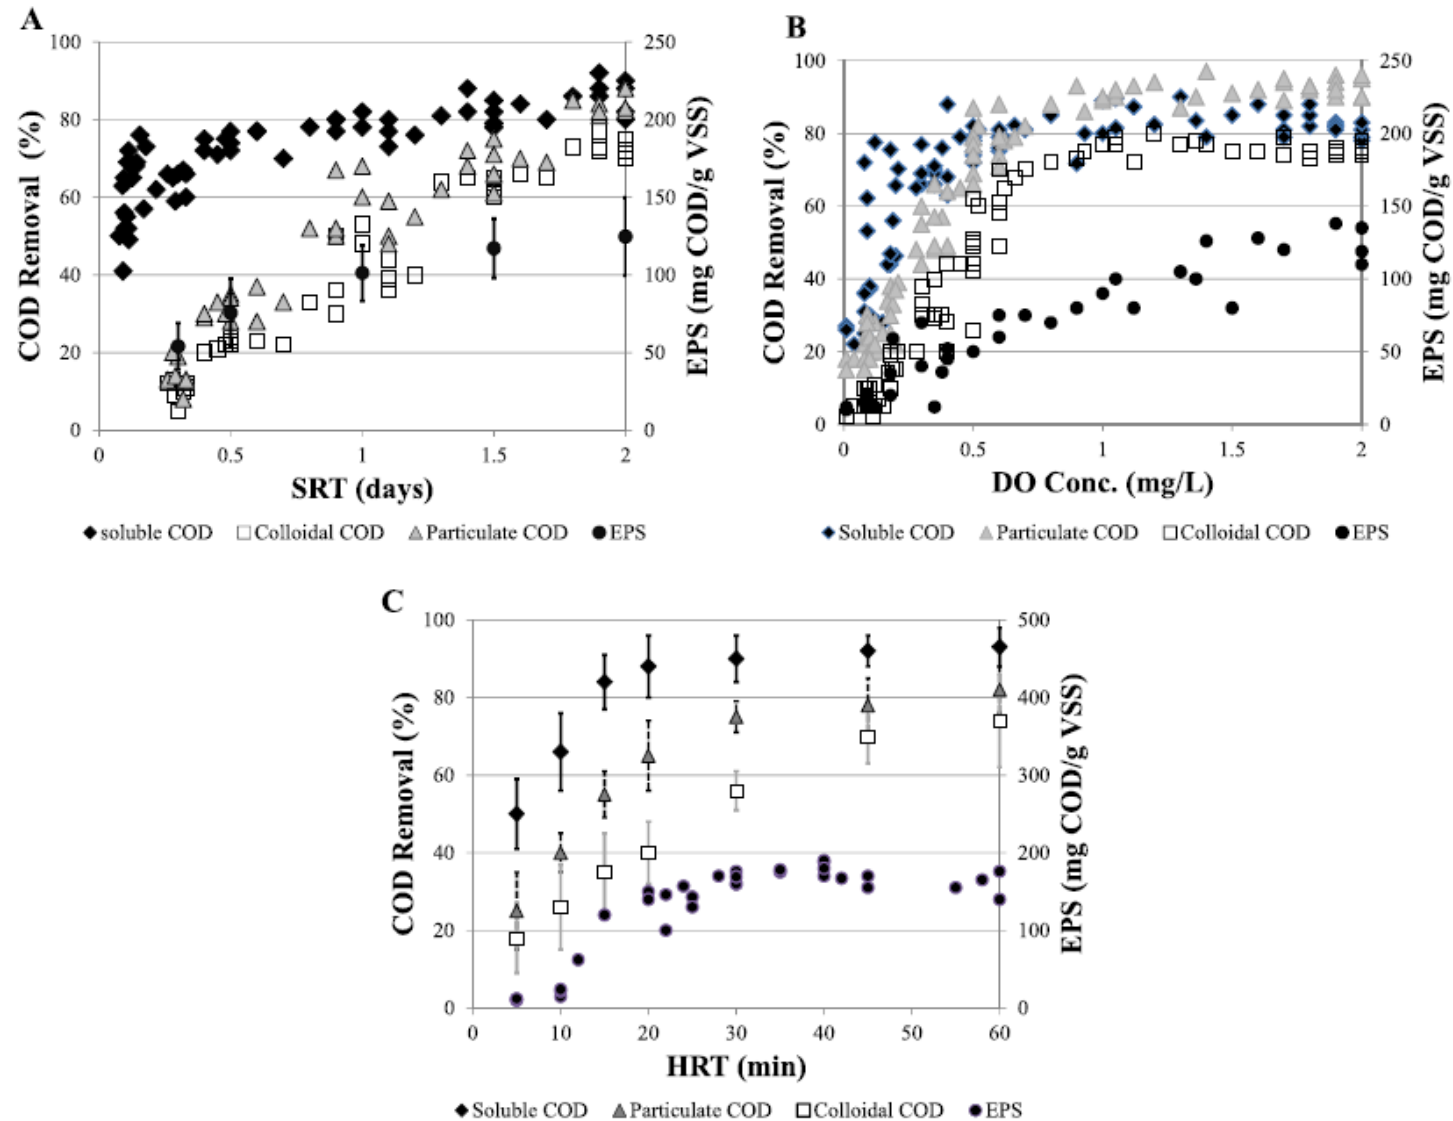 A
COD Removal (%)
100
80
60
40
20
0
250
200
150
100
50
0
EPS (mg COD/g VSS)
0 0.5 1 1.5 2
SRT (days)
soluble COD Colloidal COD Particulate COD EPS
B
COD Removal (%)
100
80
60
40
20
0
250
200
150
100
50
0
EPS (mg COD/g VSS)
0 0.5 1 1.5 2
DO Conc. (mg/L)
Soluble COD Particulate COD Colloidal COD EPS
C
COD Removal (%)
100
80
60
40
20
0
500
400
300
200
100
0
EPS (mg COD/g VSS)
0 10 20 30 40 50 60
HRT (min)
Soluble COD Particulate COD Colloidal COD EPS